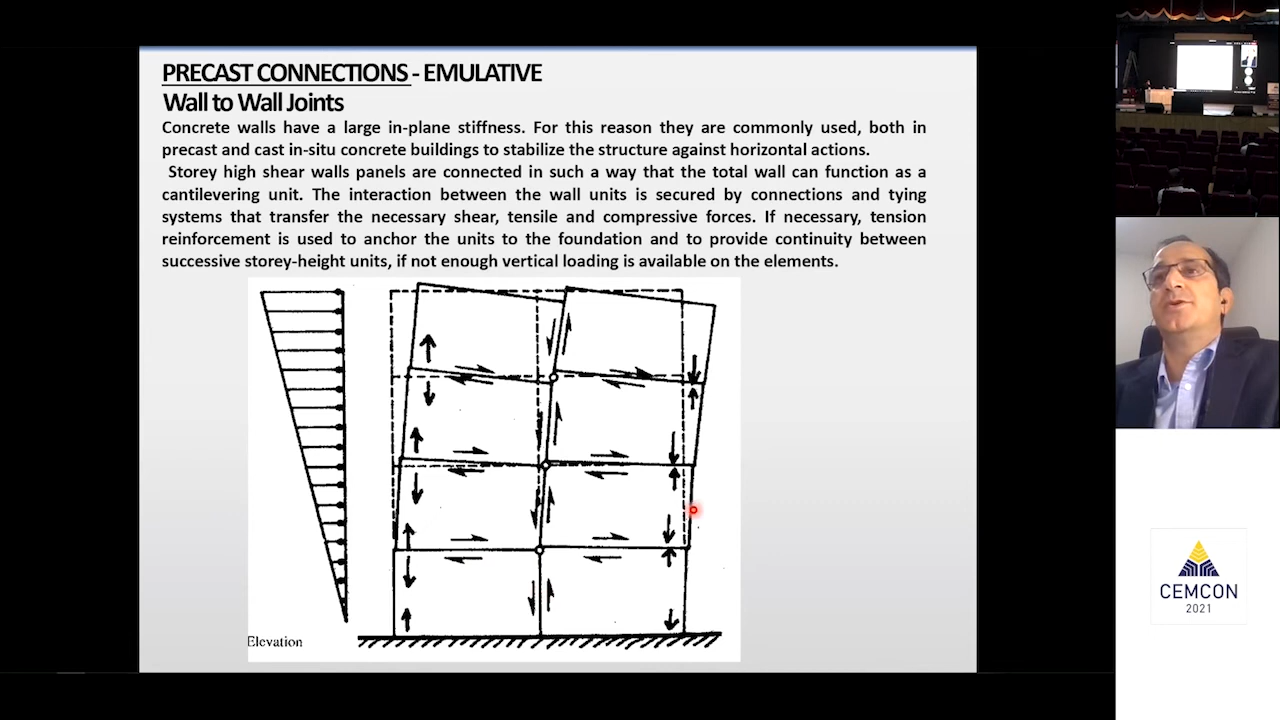 PRECAST CONNECTIONS - EMULATIVE
Wall to Wall Joints
Concrete walls have a large in-plane stiffness. For this reason they are commonly used, both in
precast and cast in-situ concrete buildings to stabilize the structure against horizontal actions.
Storey high shear walls panels are connected in such a way that the total wall can function as a
cantilevering unit. The interaction between the wall units is secured by connections and tying
systems that transfer the necessary shear, tensile and compressive forces. If necessary, tension
reinforcement is used to anchor the units to the foundation and to provide continuity between
successive storey-height units, if not enough vertical loading is available on the elements.
Elevation
CEMCON
2021